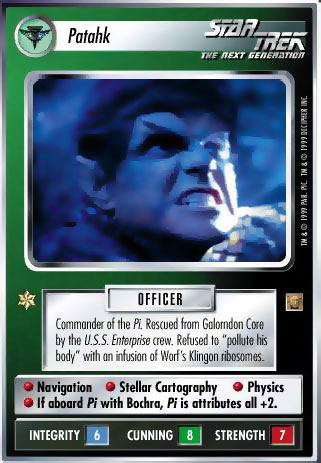 Patahk
STAR TREK
THE NEXT GENERATION
TM & © 1999 PAR. PIC. TM & © 1999 DECIPHER INC.
OFFICER
Commander of the Pi. Rescued from Galorndon Core
by the U.S.S. Enterprise crew. Refused to "pollute his
body" with an infusion of Worf's Klingon ribosomes.
Navigation Stellar Cartography Physics
If aboard Pi with Bochra, Pi is attributes all +2.
INTEGRITY 6 CUNNING 8 STRENGTH 7